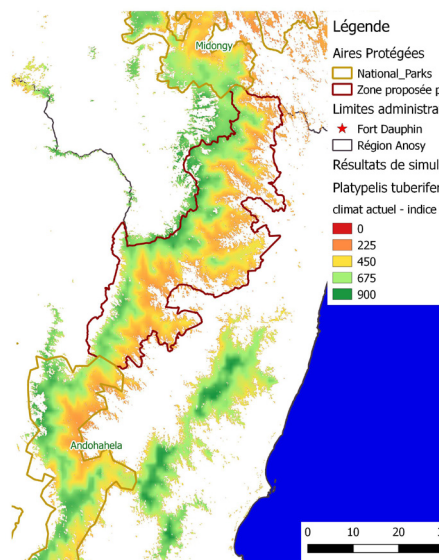 Légende
Aires Protégées
National_Parks
Zone proposée p
Limites administra
Fort Dauphin
Région Anosy
Résultats de simul
Platypelis tuberifer
climat actuel - indice
0
225
450
675
900
Midongy
Andohahela
0 10 20 30